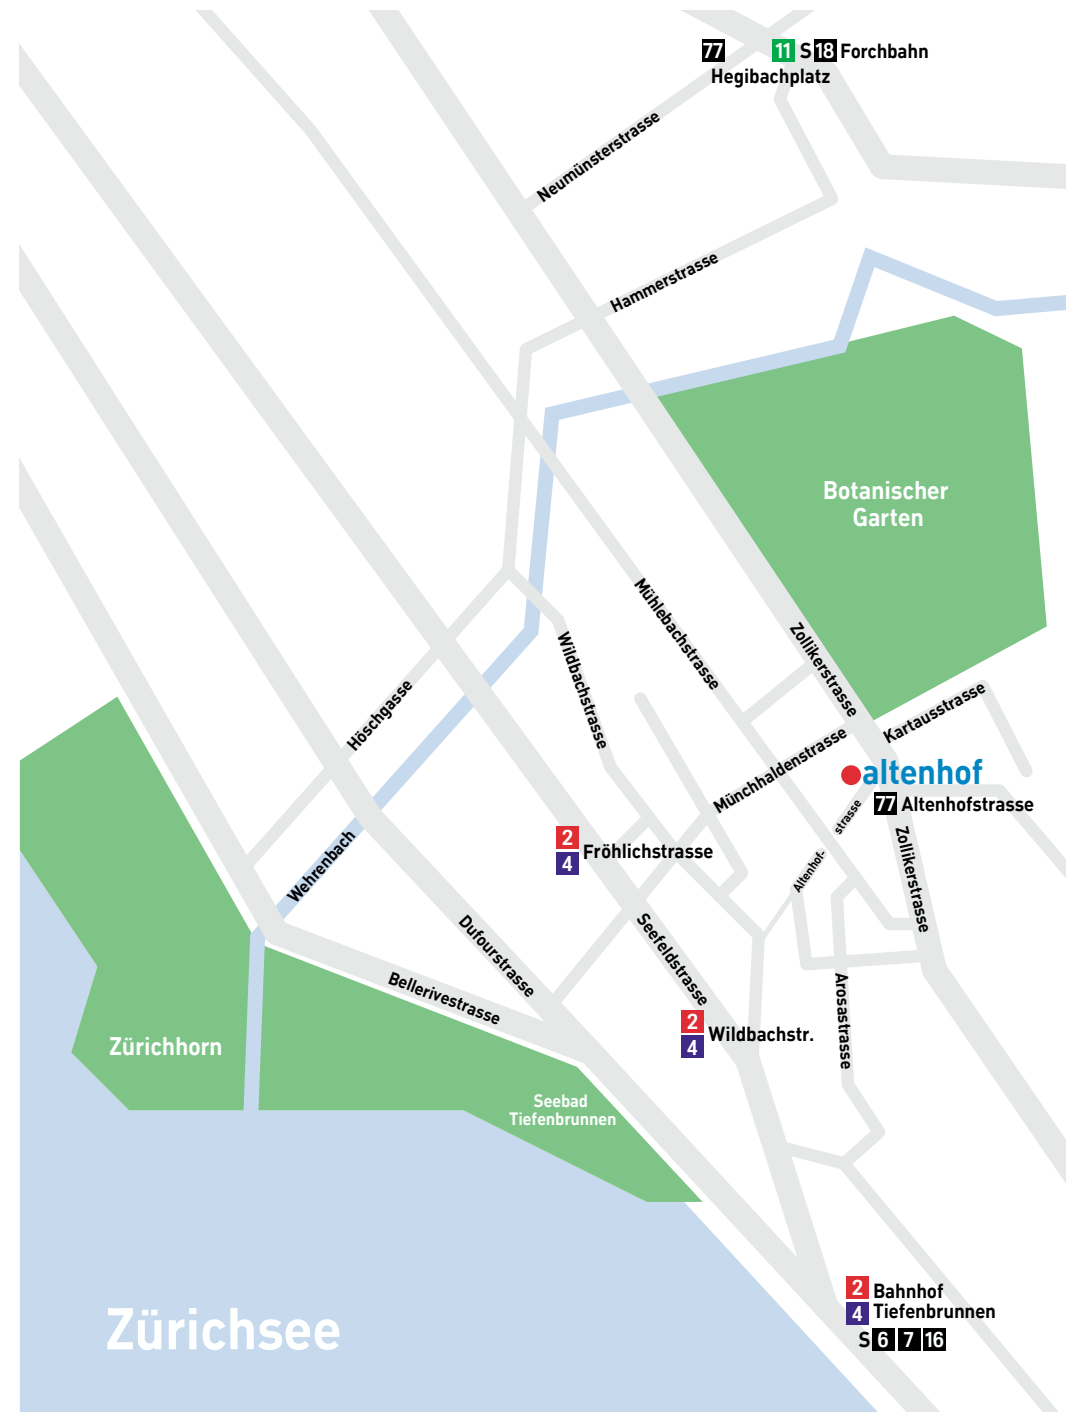 77 11 S 18 Forchbahn
Hegibachplatz
Neumünsterstrasse
Hammerstrasse
Botanischer
Garten
Mühlebachstrasse
Zollikerstrasse
Wildbachstrasse
Höschgasse
Kartausstrasse
Münchhaldenstrasse
altenhof
77 Altenhofstrasse
Altenhof-
strasse
Zollikerstrasse
2
4 Fröhlichstrasse
Wehrenbach
Dufourstrasse
Seefeldstrasse
Bellerivestrasse
Arosastrasse
2
4 Wildbachstr.
Zürichhorn
Seebad
Tiefenbrunnen
Zürichsee
2 Bahnhof
4 Tiefenbrunnen
S 6 7 16